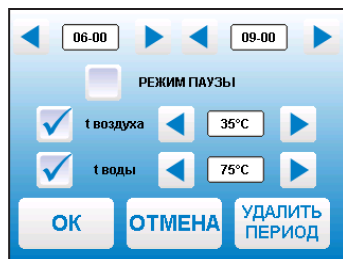 06-00 09-00
РЕЖИМ ПАУЗЫ
t воздуха 35°C
t воды 75°C
ОК ОТМЕНА УДАЛИТЬ ПЕРИОД